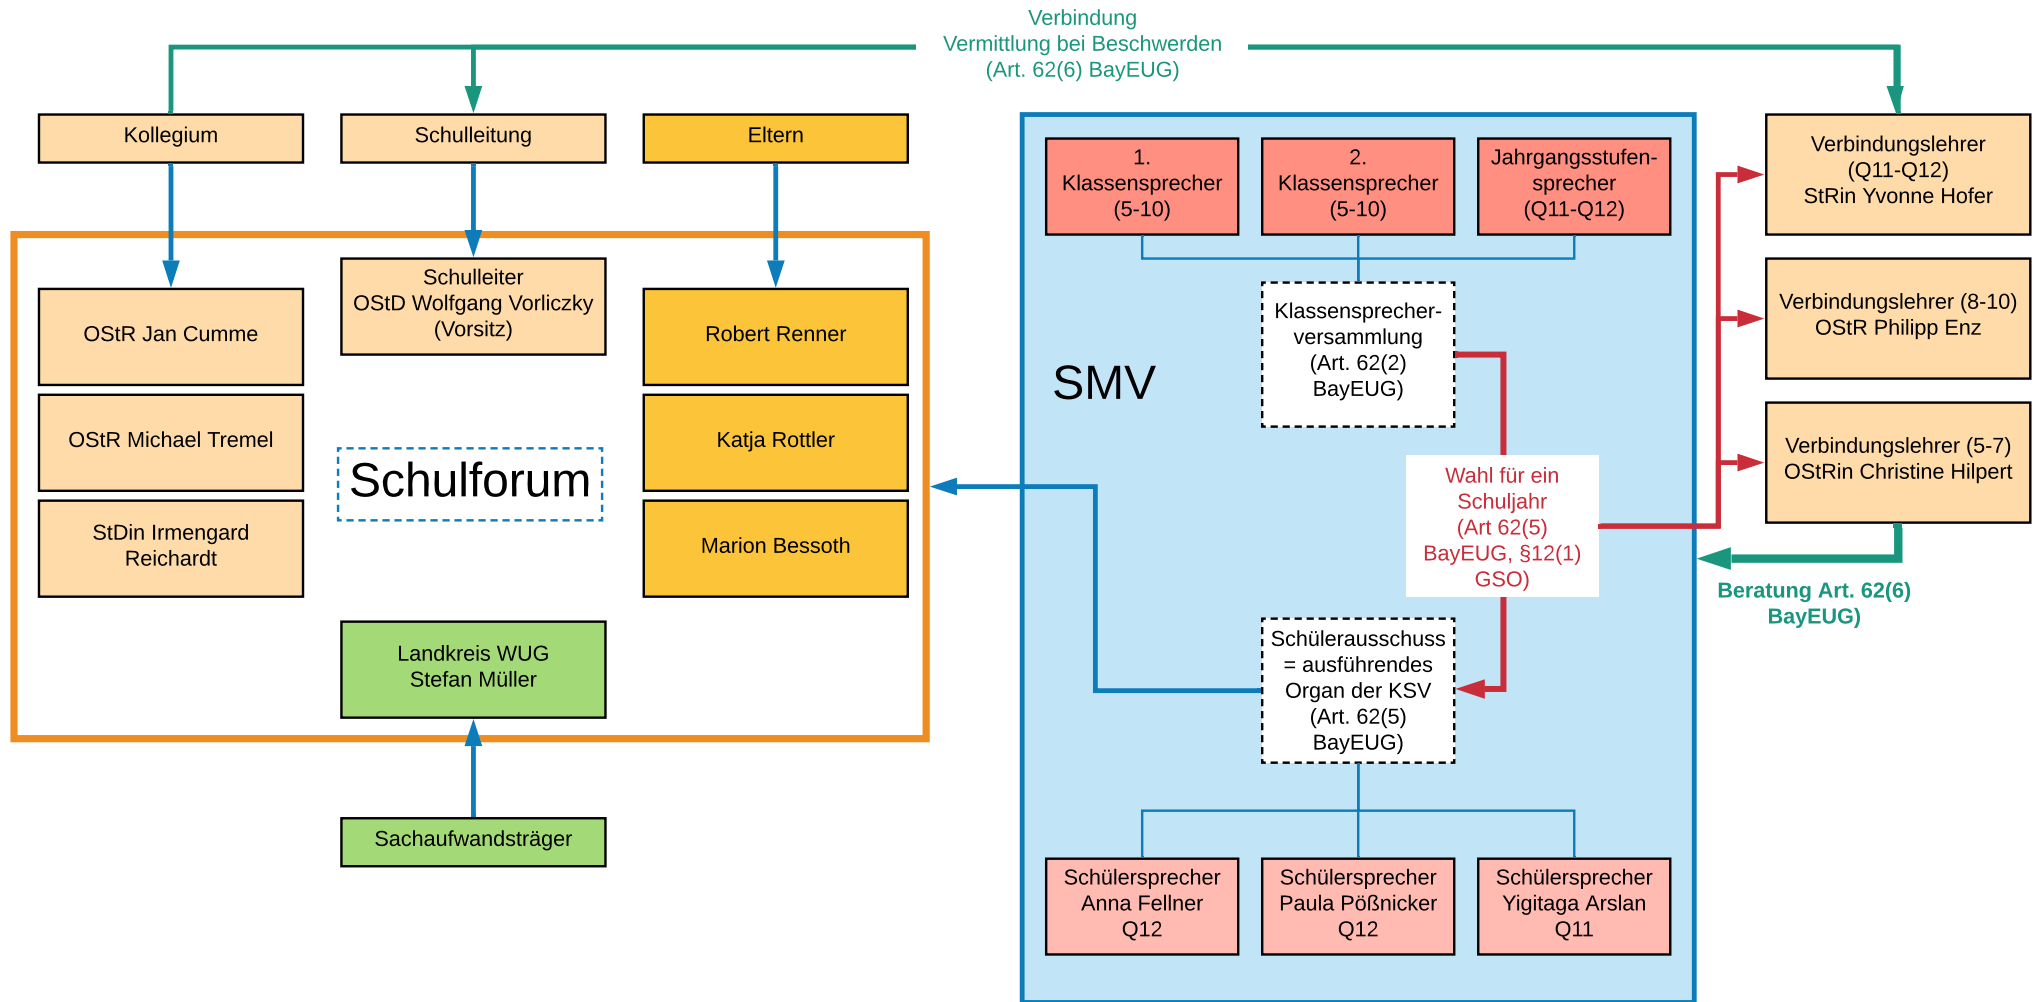 Verbindung
Vermittlung bei Beschwerden
(Art. 62(6) BayEUG)
Kollegium
Schulleitung
Eltern
Schulleiter
OStD Wolfgang Vorliczky
(Vorsitz)
OStR Jan Cumme
OStR Michael Tremel
StDin Irmengard
Reichardt
Schulforum
Robert Renner
Katja Rottler
Marion Bessoth
Landkreis WUG
Stefan Müller
Sachaufwandsträger
SMV
1.
Klassensprecher
(5-10)
2.
Klassensprecher
(5-10)
Jahrgangsstufen-
sprecher
(Q11-Q12)
Klassensprecher-
versammlung
(Art. 62(2)
BayEUG)
Wahl für ein
Schuljahr
(Art 62(5)
BayEUG, §12(1)
GSO)
Schülerausschuss
= ausführendes
Organ der KSV
(Art. 62(5)
BayEUG)
Schülersprecher
Anna Fellner
Q12
Schülersprecher
Paula Pößnicker
Q12
Schülersprecher
Yigitaga Arslan
Q11
Verbindungslehrer
(Q11-Q12)
StRin Yvonne Hofer
Verbindungslehrer (8-10)
OStR Philipp Enz
Verbindungslehrer (5-7)
OStRin Christine Hilpert
Beratung Art. 62(6)
BayEUG)